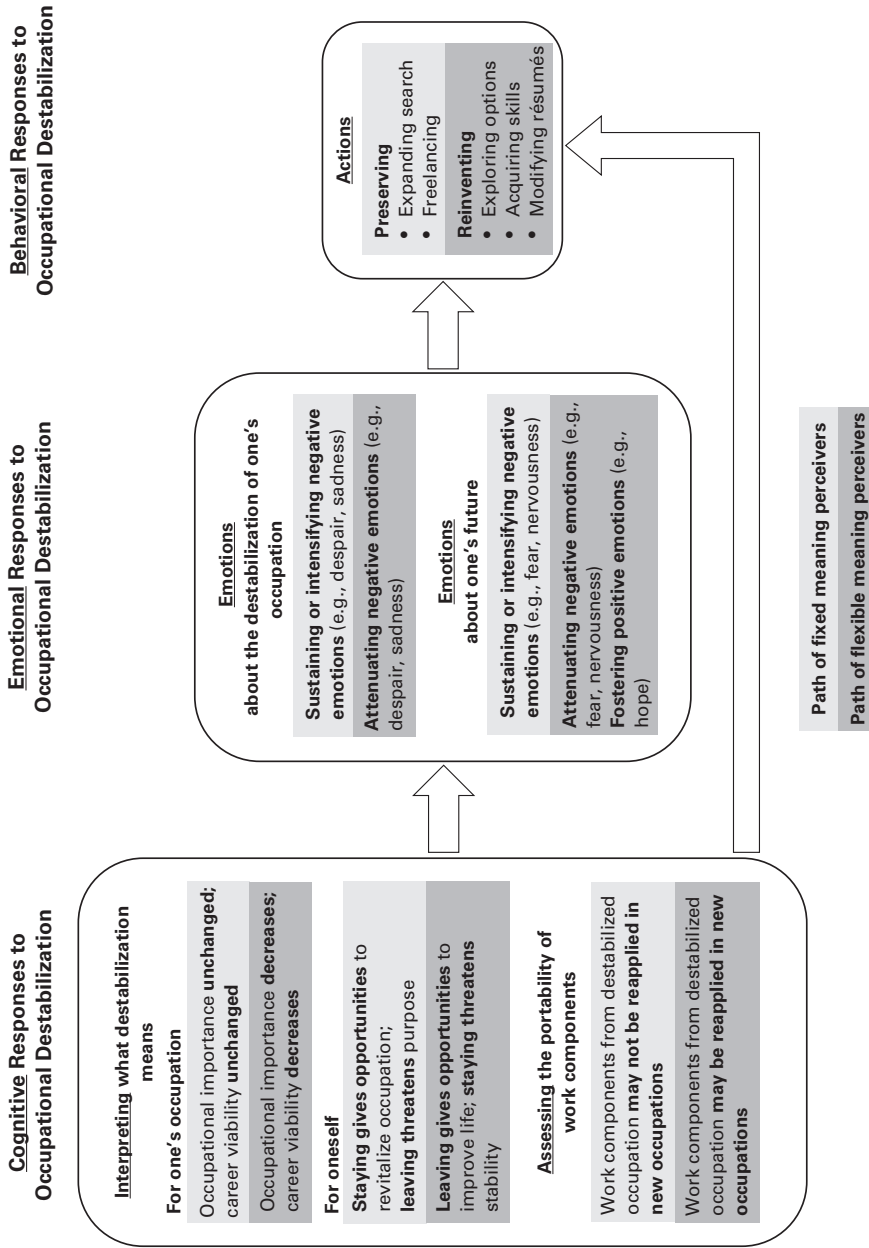 Cognitive Responses to
Occupational Destabilization
Interpreting what destabilization
means
For one's occupation
Occupational importance unchanged;
career viability unchanged
Occupational importance decreases;
career viability decreases
For oneself
Staying gives opportunities to
revitalize occupation;
leaving threatens purpose
Leaving gives opportunities to
improve life; staying threatens
stability
Assessing the portability of
work components
Work components from destabilized
occupation may not be reapplied in
new occupations
Work components from destabilized
occupation may be reapplied in new
occupations
Emotional Responses to
Occupational Destabilization
Emotions
about the destabilization of one's
occupation
Sustaining or intensifying negative
emotions (e.g., despair, sadness)
Attenuating negative emotions (e.g.,
despair, sadness)
Emotions
about one's future
Sustaining or intensifying negative
emotions (e.g., fear, nervousness)
Attenuating negative emotions (e.g.,
fear, nervousness)
Fostering positive emotions (e.g.,
hope)
Behavioral Responses to
Occupational Destabilization
Actions
Preserving
• Expanding search
• Freelancing
Reinventing
• Exploring options
• Acquiring skills
• Modifying résumés
Path of fixed meaning perceivers
Path of flexible meaning perceivers